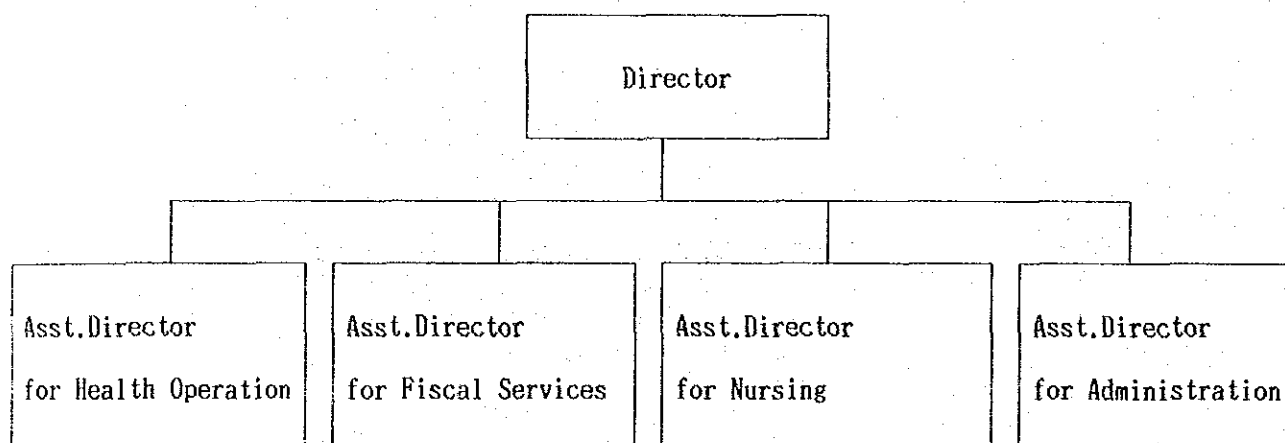 Director
Asst.Director
for Health Operation
Asst.Director
for Fiscal Services
Asst.Director
for Nursing
Asst.Director
for Administration